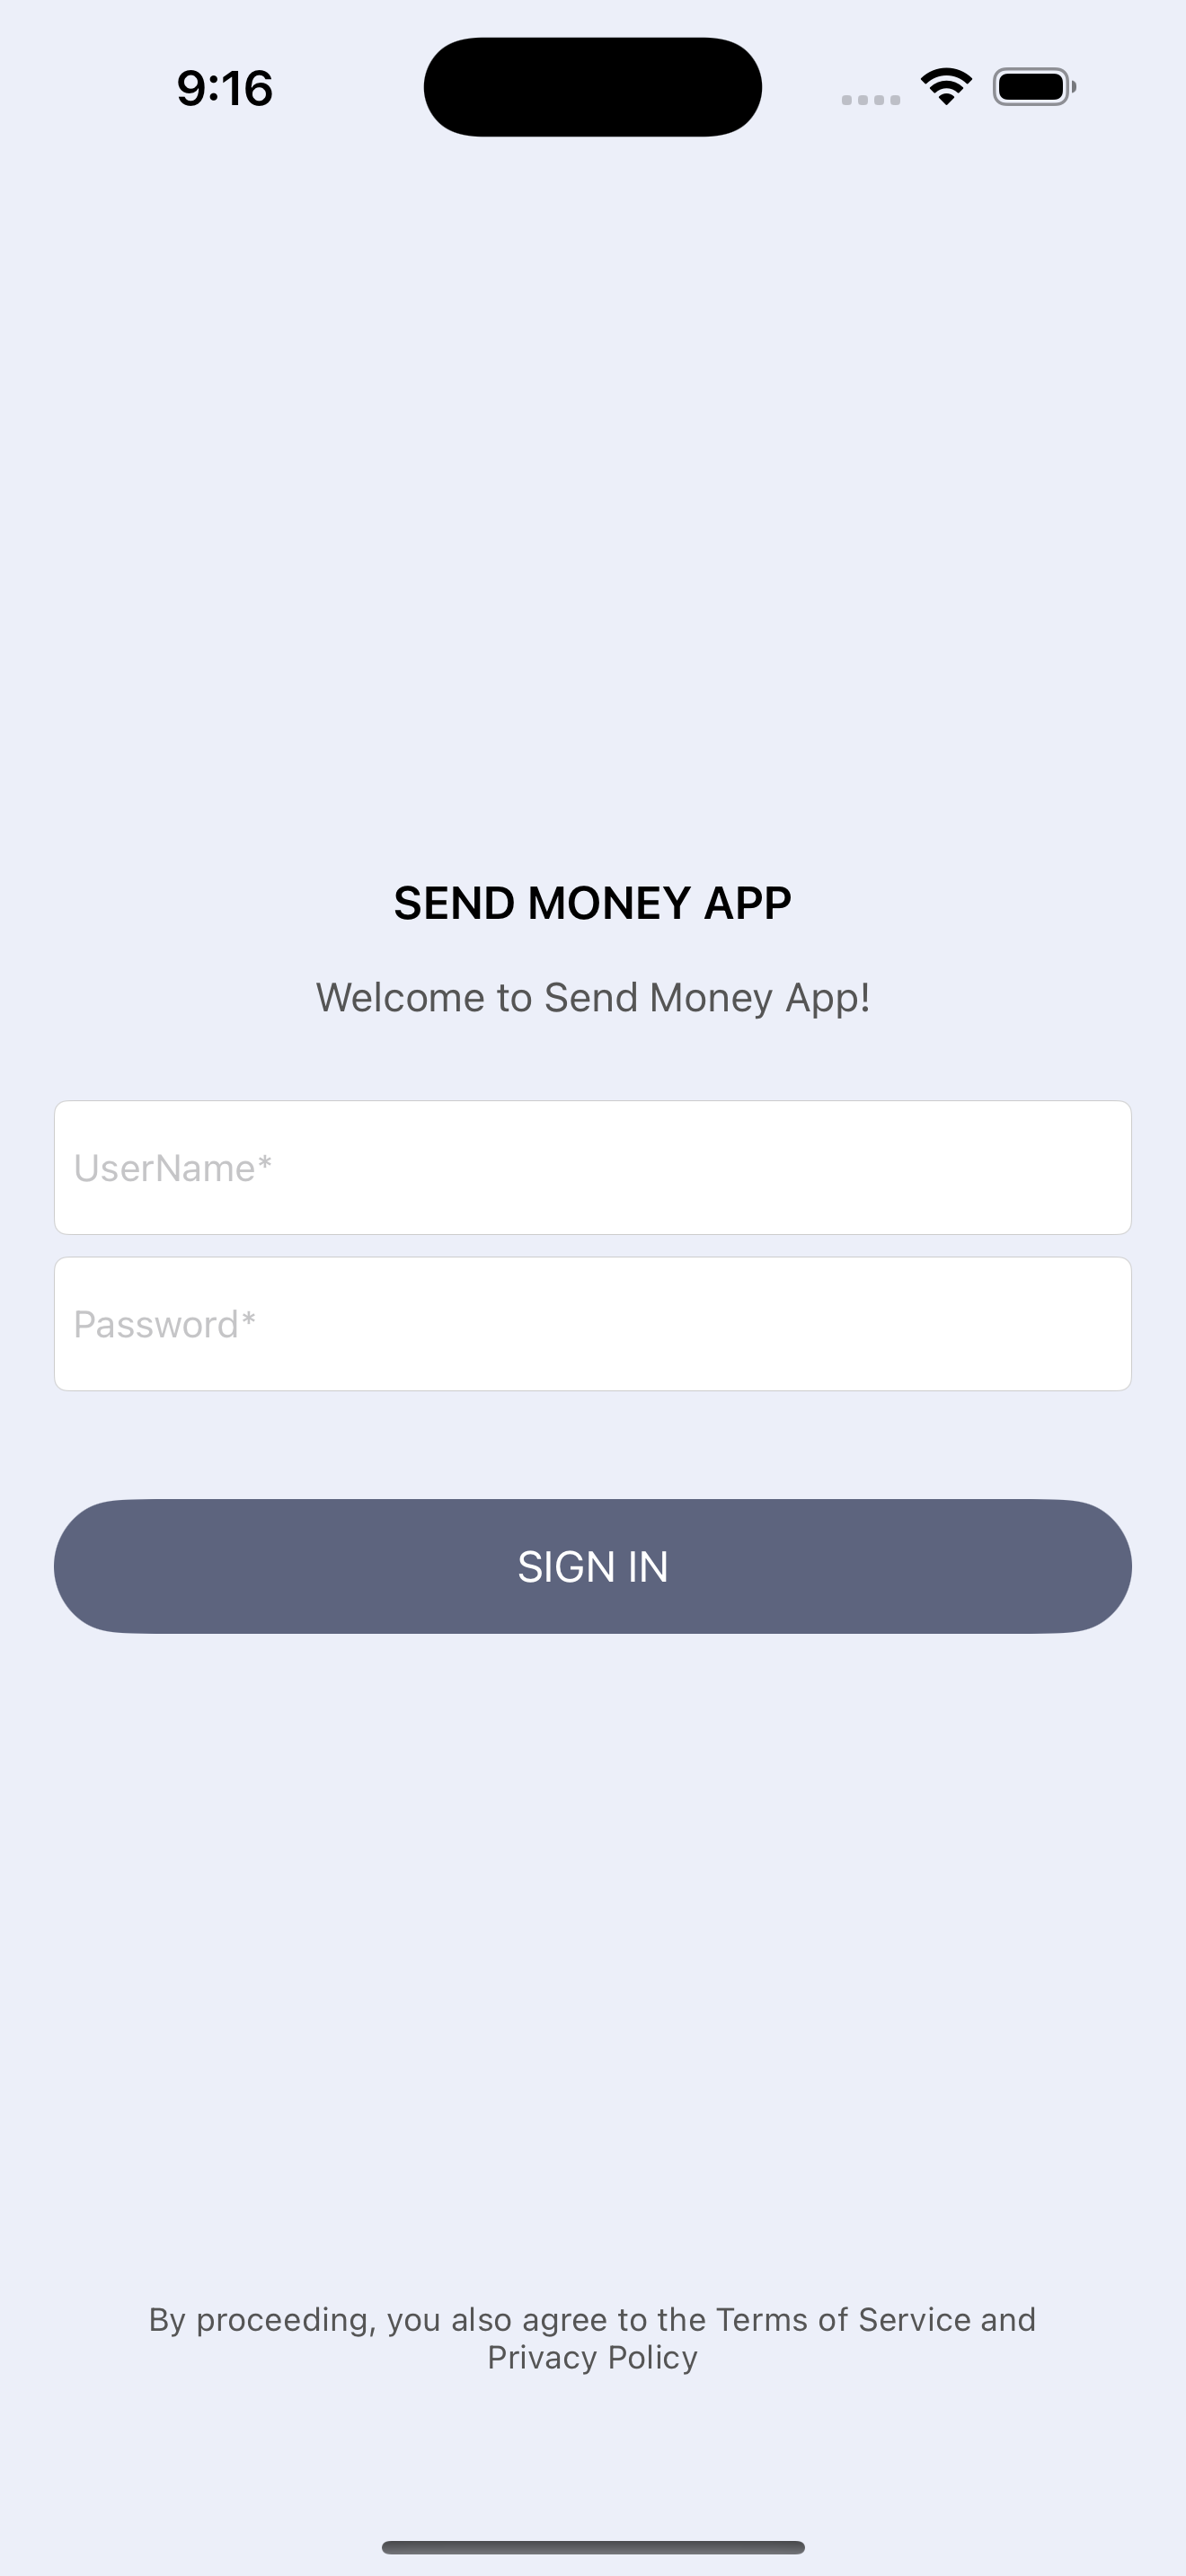 9:16
SEND MONEY APP
Welcome to Send Money App!
UserName*
Password*
SIGN IN
By proceeding, you also agree to the Terms of Service and
Privacy Policy